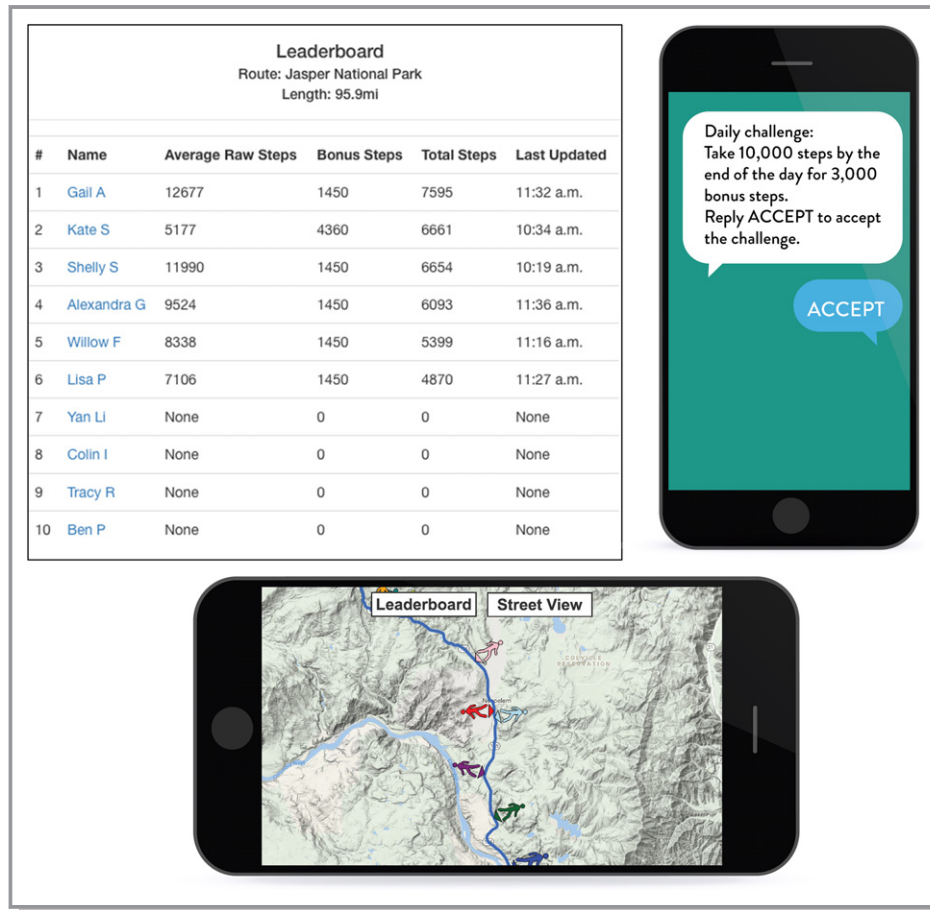 Leaderboard
Route: Jasper National Park
Length: 95.9mi
# Name Average Raw Steps Bonus Steps Total Steps Last Updated
1 Gail A 12677 1450 7595 11:32 a.m.
2 Kate S 5177 4360 6661 10:34 a.m.
3 Shelly S 11990 1450 6654 10:19 a.m.
4 Alexandra G 9524 1450 6093 11:36 a.m.
5 Willow F 8338 1450 5399 11:16 a.m.
6 Lisa P 7106 1450 4870 11:27 a.m.
7 Yan Li None 0 0 None
8 Colin I None 0 0 None
9 Tracy R None 0 0 None
10 Ben P None 0 0 None
Daily challenge:
Take 10,000 steps by the
end of the day for 3,000
bonus steps.
Reply ACCEPT to accept
the challenge.
ACCEPT
Leaderboard Street View
COLVILLE
RESERVATION